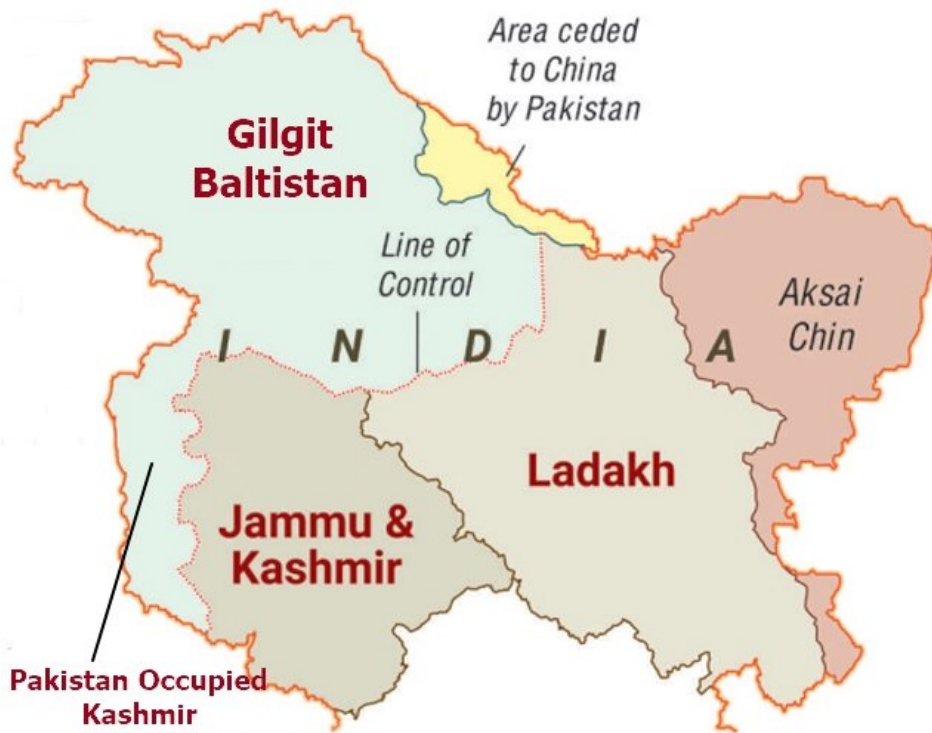 Area ceded
to China
by Pakistan
Gilgit
Baltistan
Line of
Control
Aksai
Chin
I N D I A
Ladakh
Jammu &
Kashmir
Pakistan Occupied
Kashmir